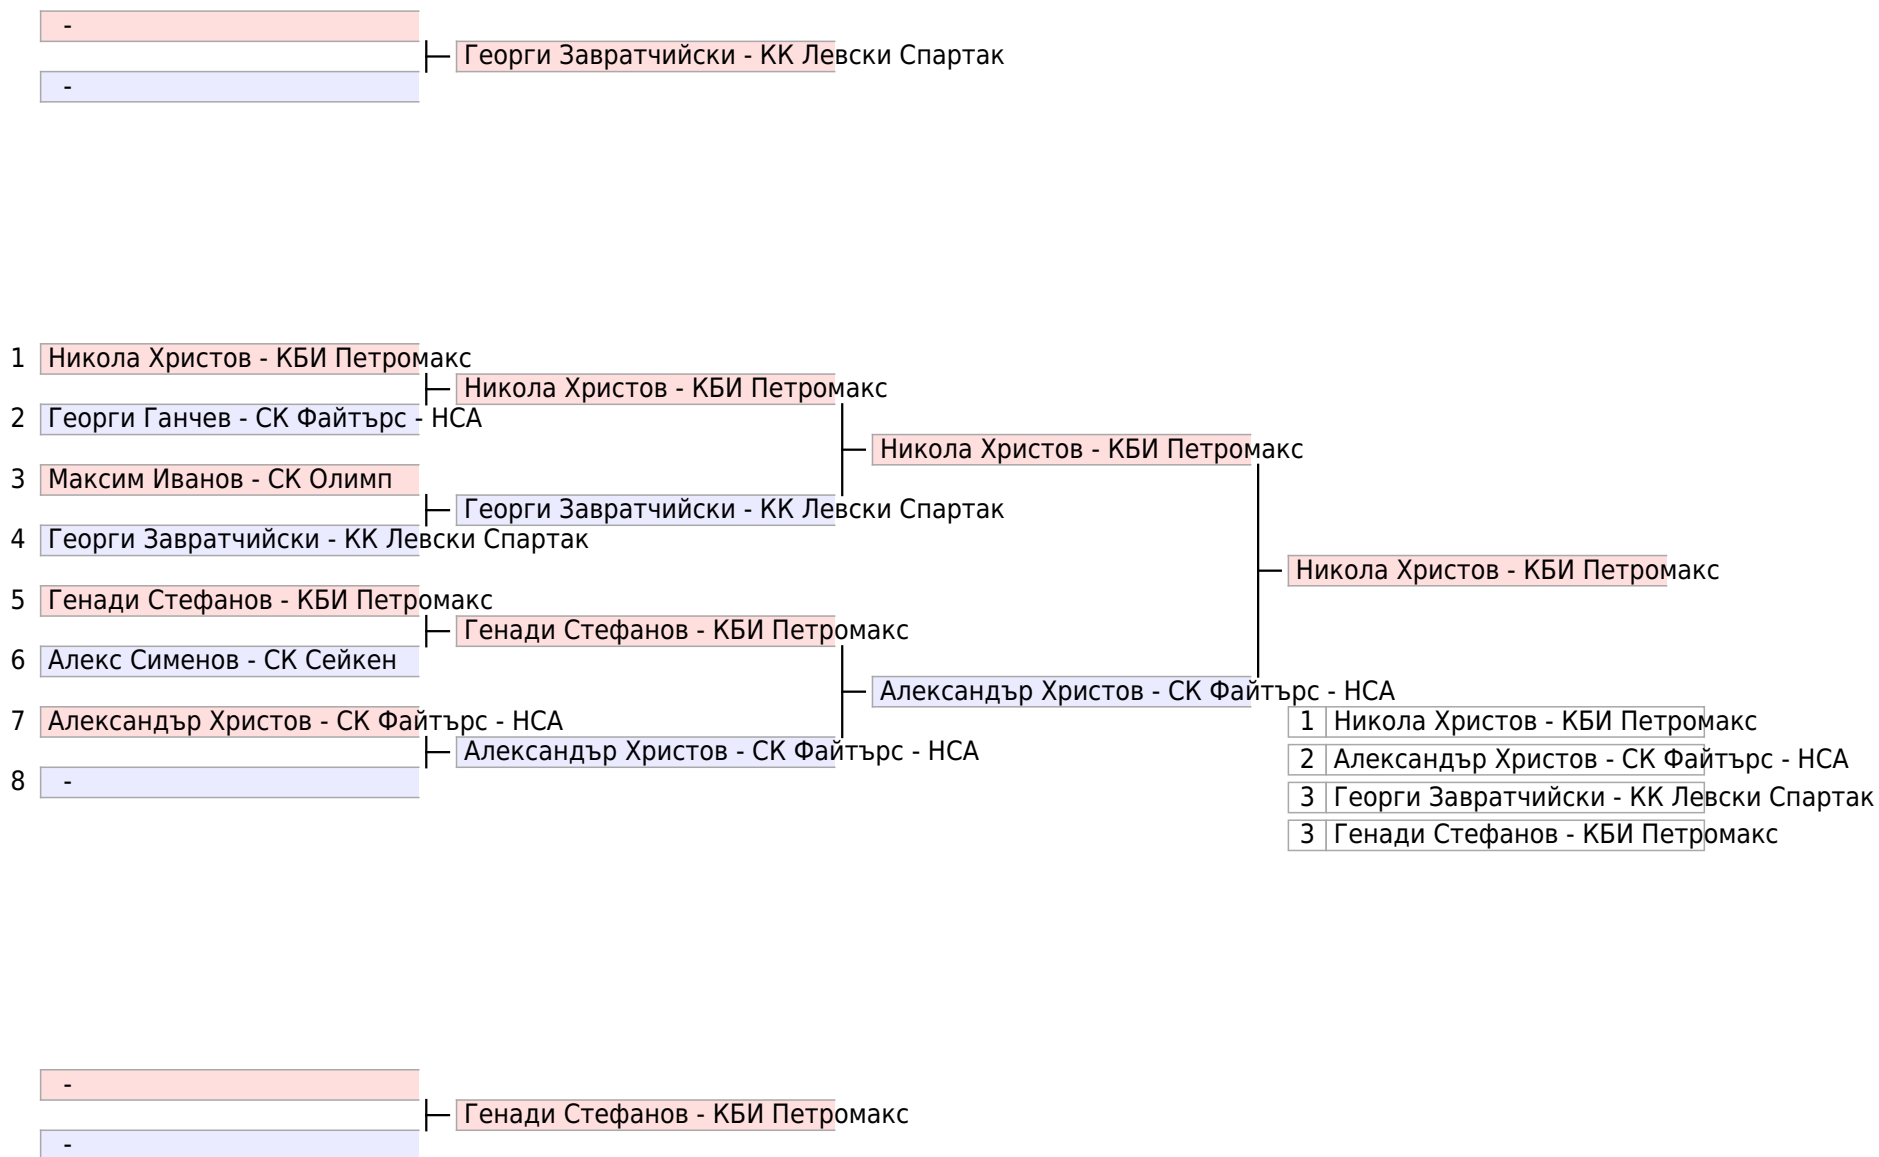 -
Георги Завратчийски - КК Левски Спартак
-
1 Никола Христов - КБИ Петромакс
Никола Христов - КБИ Петромакс
2 Георги Ганчев - СК Файтърс - НСА
Никола Христов - КБИ Петромакс
3 Максим Иванов - СК Олимп
Георги Завратчийски - КК Левски Спартак
4 Георги Завратчийски - КК Левски Спартак
Никола Христов - КБИ Петромакс
5 Генади Стефанов - КБИ Петромакс
Генади Стефанов - КБИ Петромакс
6 Алекс Сименов - СК Сейкен
Александър Христов - СК Файтърс - НСА
7 Александър Христов - СК Файтърс - НСА
Александър Христов - СК Файтърс - НСА
8 -
1 Никола Христов - КБИ Петромакс
2 Александър Христов - СК Файтърс - НСА
3 Георги Завратчийски - КК Левски Спартак
3 Генади Стефанов - КБИ Петромакс
-
Генади Стефанов - КБИ Петромакс
-